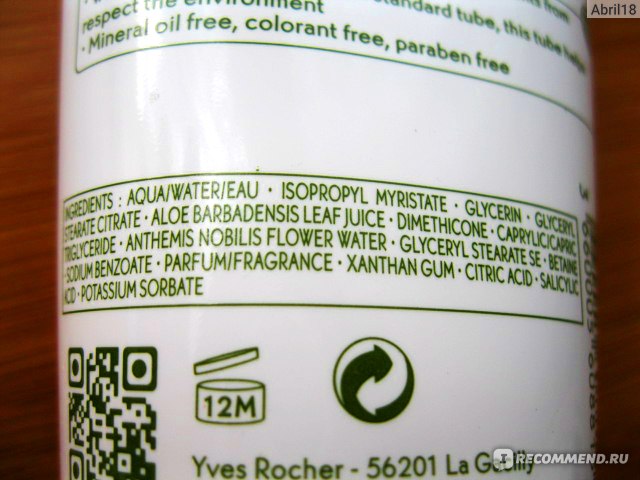 Abril18
standard tube, this tube helps
respect the environment
· Mineral oil free, colorant free, paraben free
INGREDIENTS : AQUA/WATER/EAU · ISOPROPYL MYRISTATE · GLYCERIN · GLYCERYL
STEARATE CITRATE · ALOE BARBADENSIS LEAF JUICE · DIMETHICONE · CAPRYLIC/CAPRIC
TRIGLYCERIDE · ANTHEMIS NOBILIS FLOWER WATER · GLYCERYL STEARATE SE · BETAINE
· SODIUM BENZOATE · PARFUM/FRAGRANCE · XANTHAN GUM · CITRIC ACID · SALICYLIC
ACID · POTASSIUM SORBATE
12M
Yves Rocher - 56201 La Gacilly
IRECOMMEND.RU